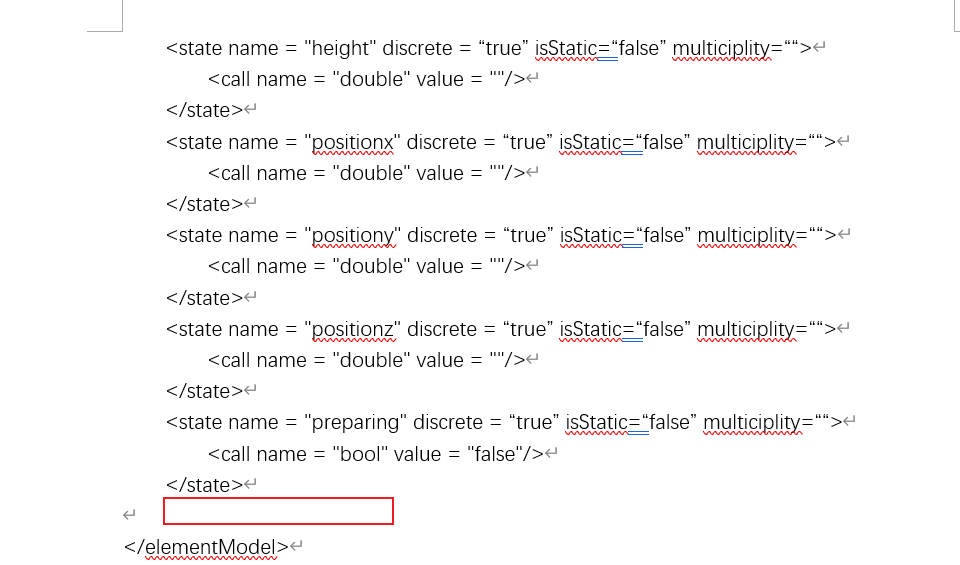 <state name = "height" discrete = “true” isStatic=“false” multiciplity=““>
<call name = "double" value = ""/>
</state>
<state name = "positionx" discrete = “true” isStatic=“false” multiciplity=““>
<call name = "double" value = ""/>
</state>
<state name = "positiony" discrete = “true” isStatic=“false” multiciplity=““>
<call name = "double" value = ""/>
</state>
<state name = "positionz" discrete = “true” isStatic=“false” multiciplity=““>
<call name = "double" value = ""/>
</state>
<state name = "preparing" discrete = “true” isStatic=“false” multiciplity=““>
<call name = "bool" value = "false"/>
</state>
</elementModel>